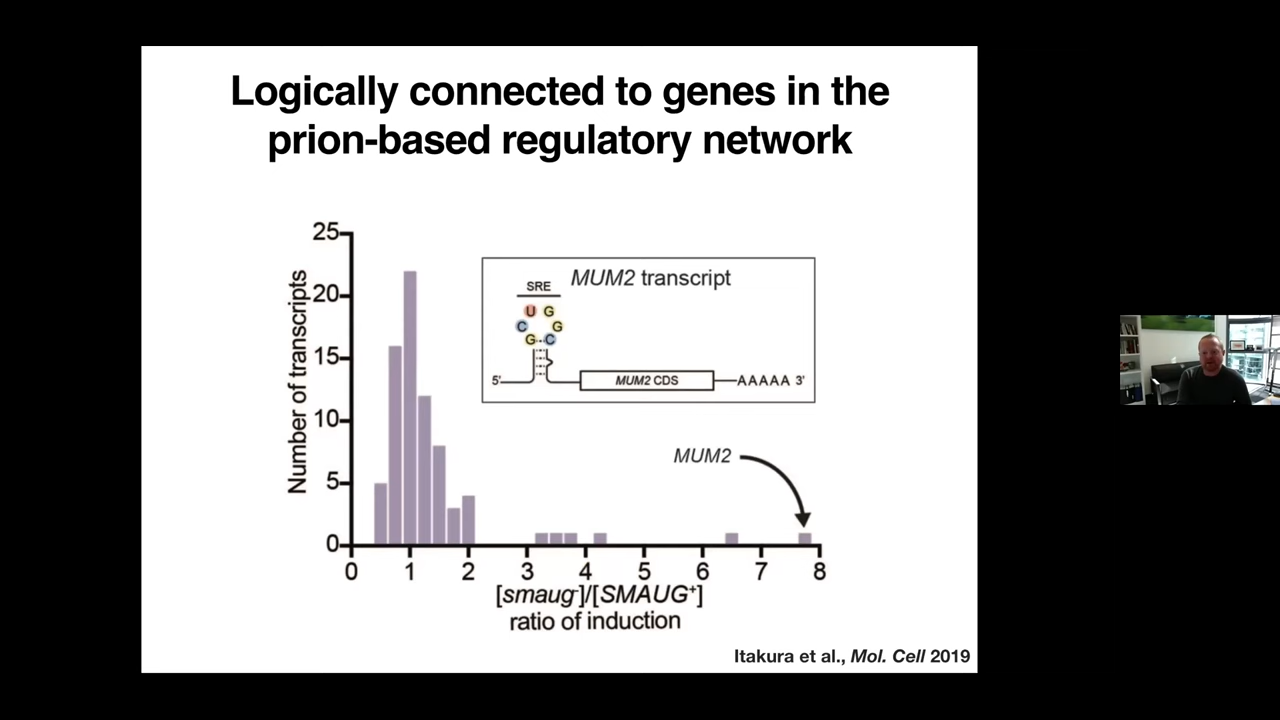 Logically connected to genes in the
prion-based regulatory network
Number of transcripts
25
20
15
10
5
0
0 1 2 3 4 5 6 7 8
[smaug-]/[SMAUG+]
ratio of induction
MUM2 transcript
SRE
U G
C G
G C
5' MUM2 CDS AAAAA 3'
MUM2
Itakura et al., Mol. Cell 2019